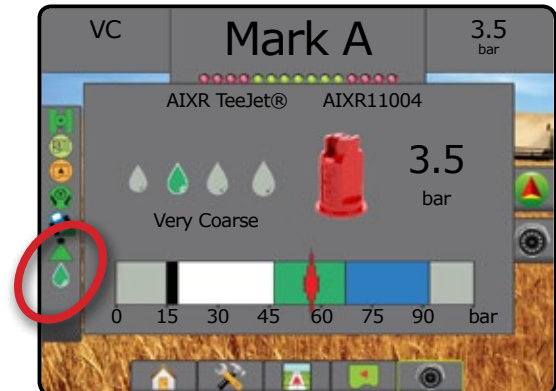 VC Mark A 3.5
bar
AIXR TeeJet® AIXR11004
3.5
bar
Very Coarse
0 15 30 45 60 75 90 bar